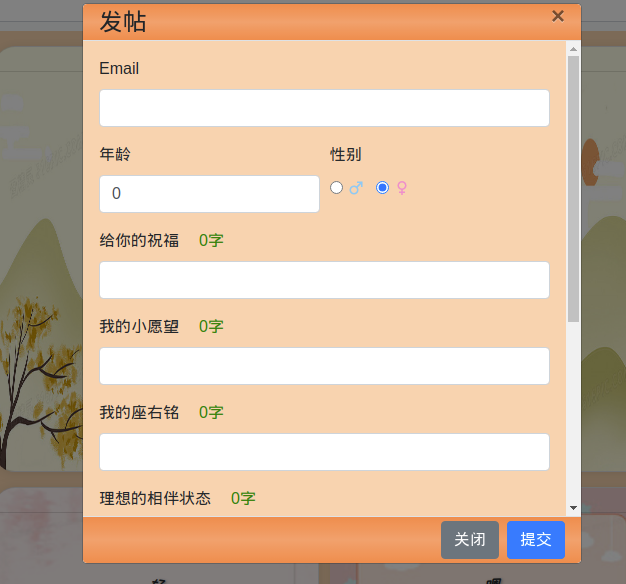 发帖 ×
Email
年龄 性别
0 ♂ ♀
给你的祝福 0字
我的小愿望 0字
我的座右铭 0字
理想的相伴状态 0字
关闭 提交